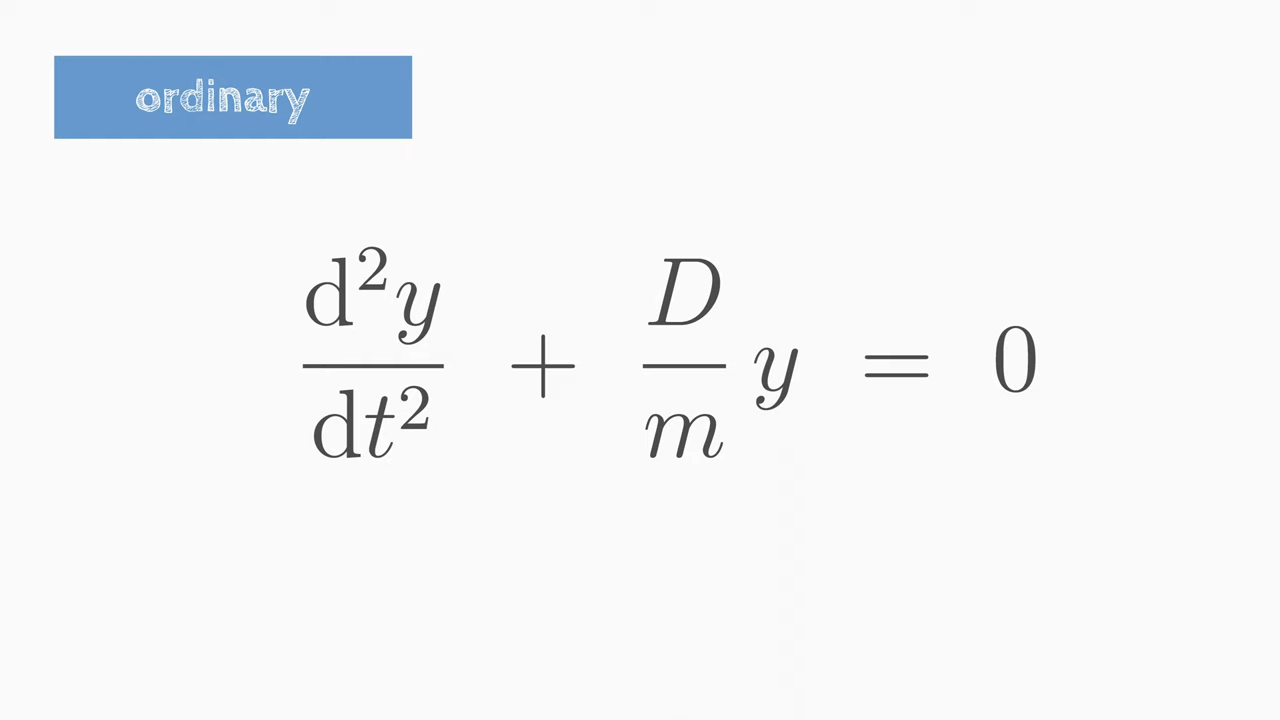 ordinary
d²y/dt² + D/m y = 0